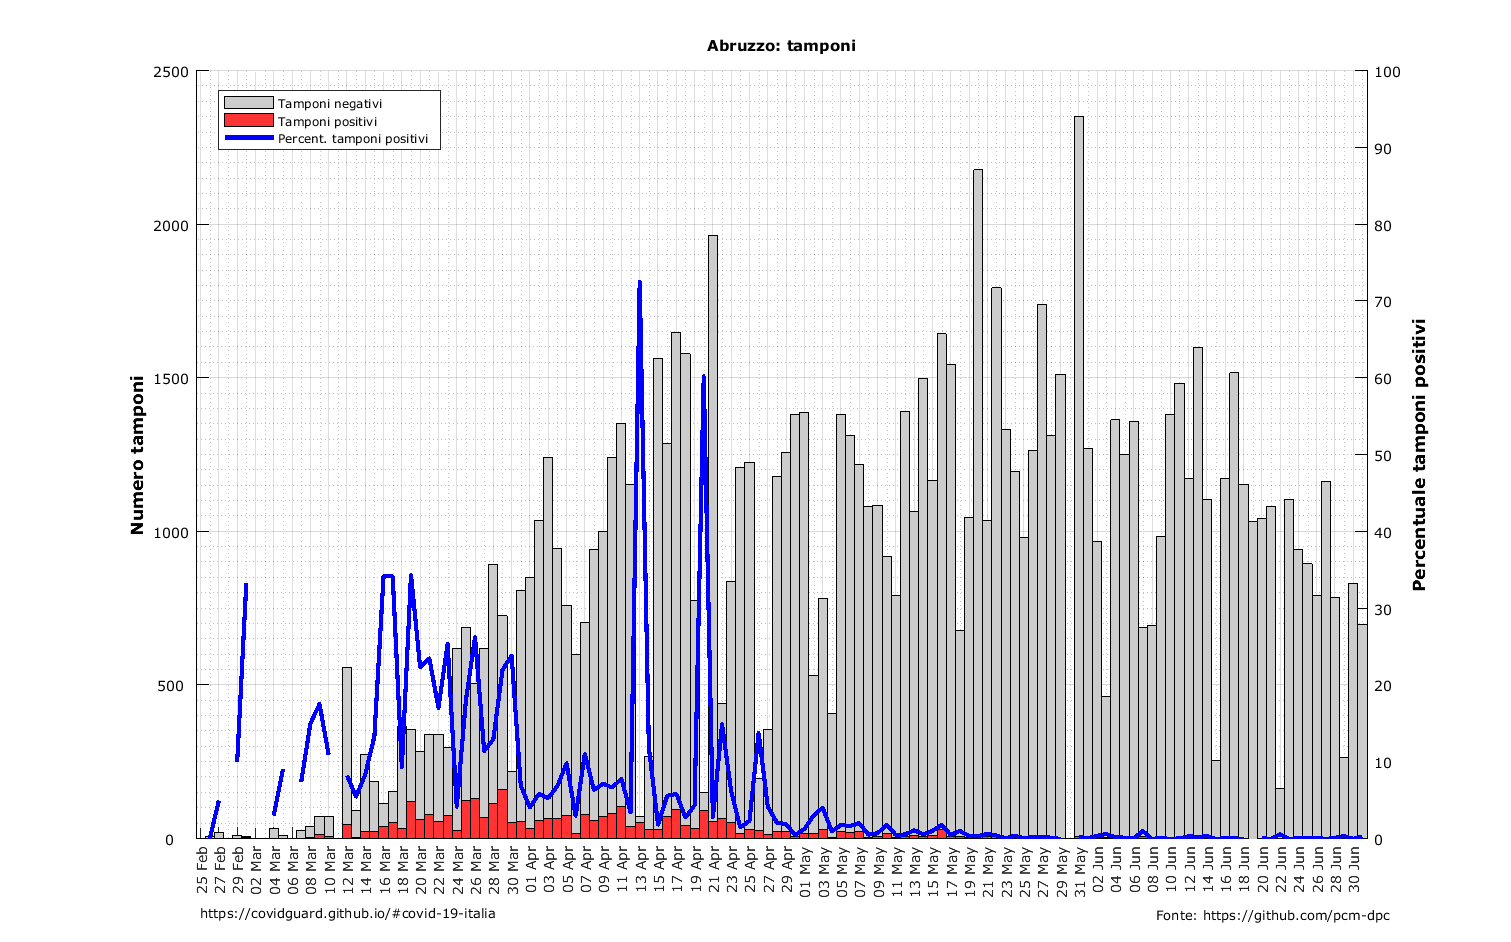 Abruzzo: tamponi
Tamponi negativi
Tamponi positivi
Percent. tamponi positivi
Numero tamponi
2500
2000
1500
1000
500
0
Percentuale tamponi positivi
100
90
80
70
60
50
40
30
20
10
0
25 Feb
27 Feb
29 Feb
02 Mar
04 Mar
06 Mar
08 Mar
10 Mar
12 Mar
14 Mar
16 Mar
18 Mar
20 Mar
22 Mar
24 Mar
26 Mar
28 Mar
30 Mar
01 Apr
03 Apr
05 Apr
07 Apr
09 Apr
11 Apr
13 Apr
15 Apr
17 Apr
19 Apr
21 Apr
23 Apr
25 Apr
27 Apr
29 Apr
01 May
03 May
05 May
07 May
09 May
11 May
13 May
15 May
17 May
19 May
21 May
23 May
25 May
27 May
29 May
31 May
02 Jun
04 Jun
06 Jun
08 Jun
10 Jun
12 Jun
14 Jun
16 Jun
18 Jun
20 Jun
22 Jun
24 Jun
26 Jun
28 Jun
30 Jun
https://covidguard.github.io/#covid-19-italia
Fonte: https://github.com/pcm-dpc